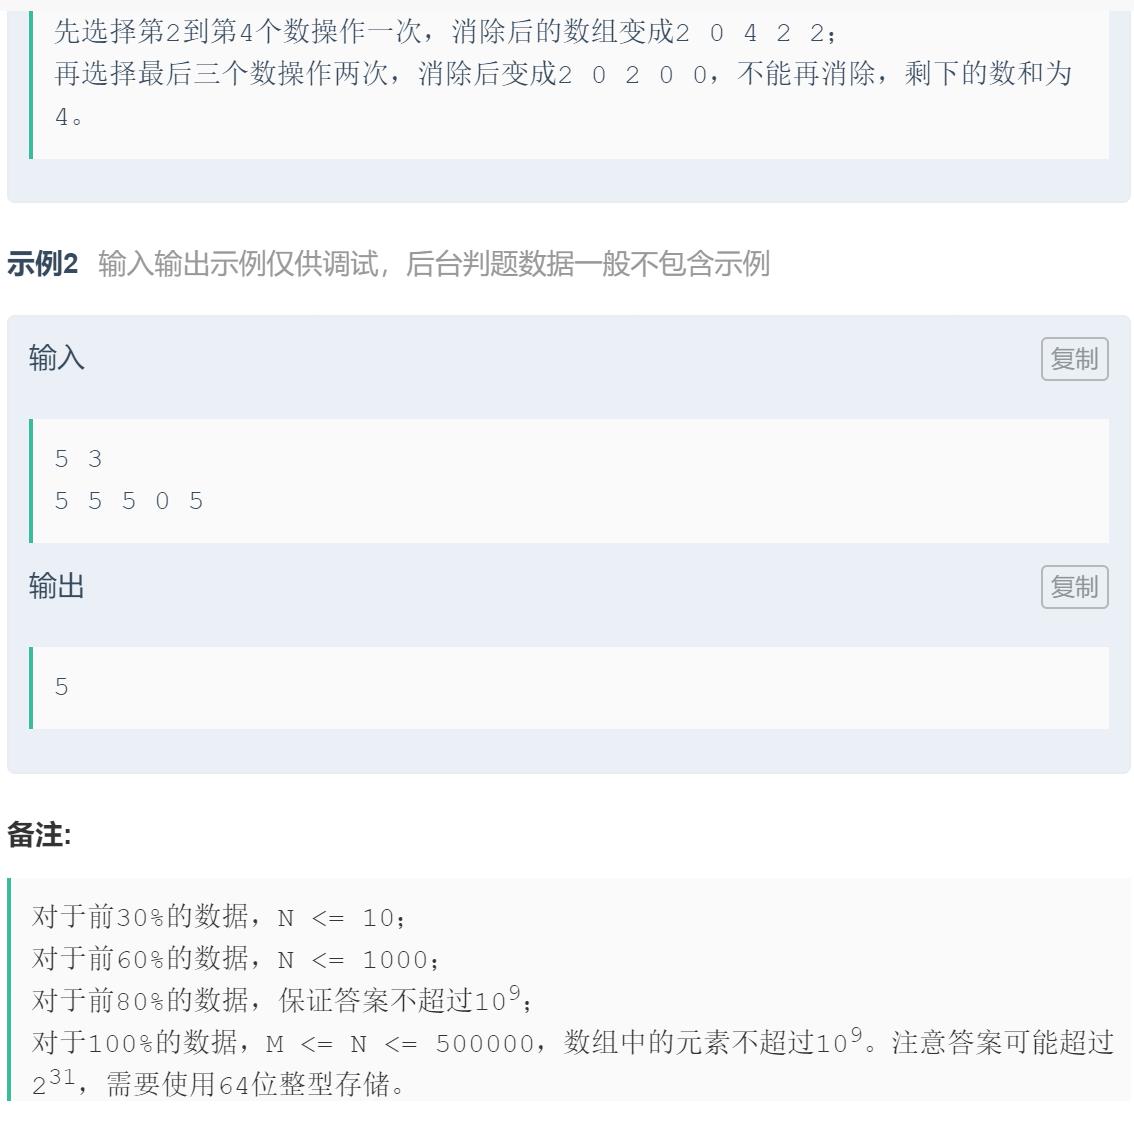 先选择第2到第4个数操作一次，消除后的数组变成2 0 4 2 2；
再选择最后三个数操作两次，消除后变成2 0 2 0 0，不能再消除，剩下的数和为
4。
示例2 输入输出示例仅供调试，后台判题数据一般不包含示例
输入 复制
5 3
5 5 5 0 5
输出 复制
5
备注:
对于前30%的数据，N <= 10；
对于前60%的数据，N <= 1000；
对于前80%的数据，保证答案不超过10^9；
对于100%的数据，M <= N <= 500000，数组中的元素不超过10^9。注意答案可能超过
2^31，需要使用64位整型存储。